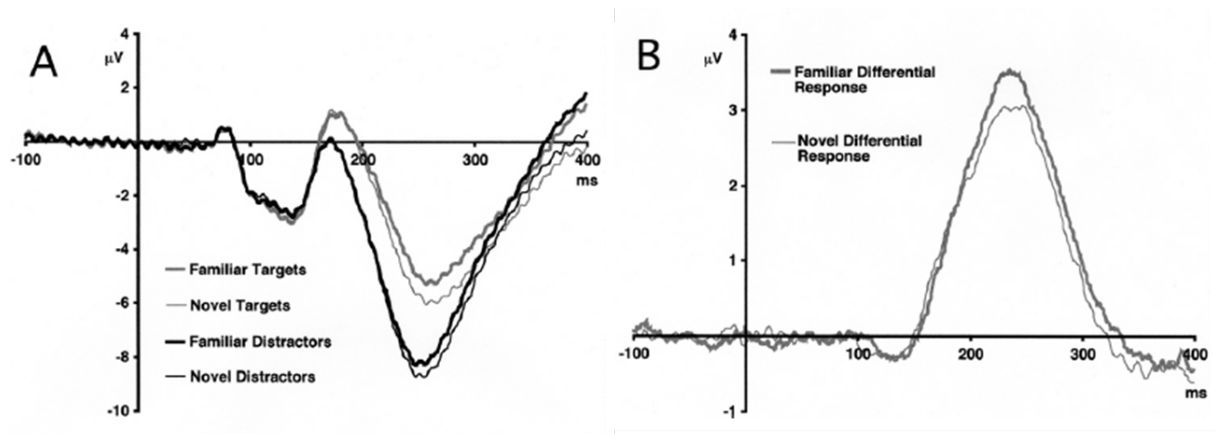 A
μV
4
2
-100
100
200
300
400
ms
-2
-4
-6
-8
-10
Familiar Targets
Novel Targets
Familiar Distractors
Novel Distractors
B
μV
4
3
2
1
-1
-100
100
200
300
400
ms
Familiar Differential
Response
Novel Differential
Response